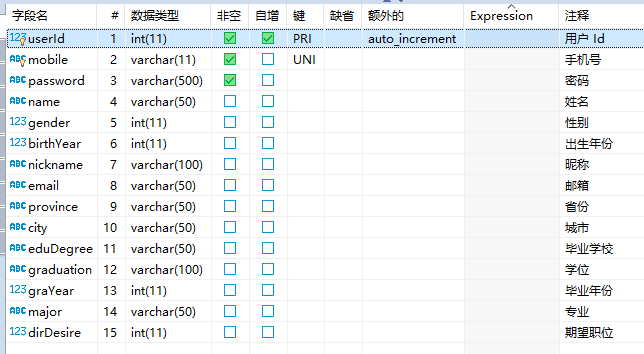 字段名 # 数据类型 非空 自增 键 缺省 额外的 Expression 注释
123 userId 1 int(11) PRI auto_increment 用户 Id
ABC mobile 2 varchar(11) UNI 手机号
ABC password 3 varchar(500) 密码
ABC name 4 varchar(50) 姓名
123 gender 5 int(11) 性别
123 birthYear 6 int(11) 出生年份
ABC nickname 7 varchar(100) 昵称
ABC email 8 varchar(50) 邮箱
ABC province 9 varchar(50) 省份
ABC city 10 varchar(50) 城市
ABC eduDegree 11 varchar(50) 毕业学校
ABC graduation 12 varchar(100) 学位
123 graYear 13 int(11) 毕业年份
ABC major 14 varchar(50) 专业
123 dirDesire 15 int(11) 期望职位